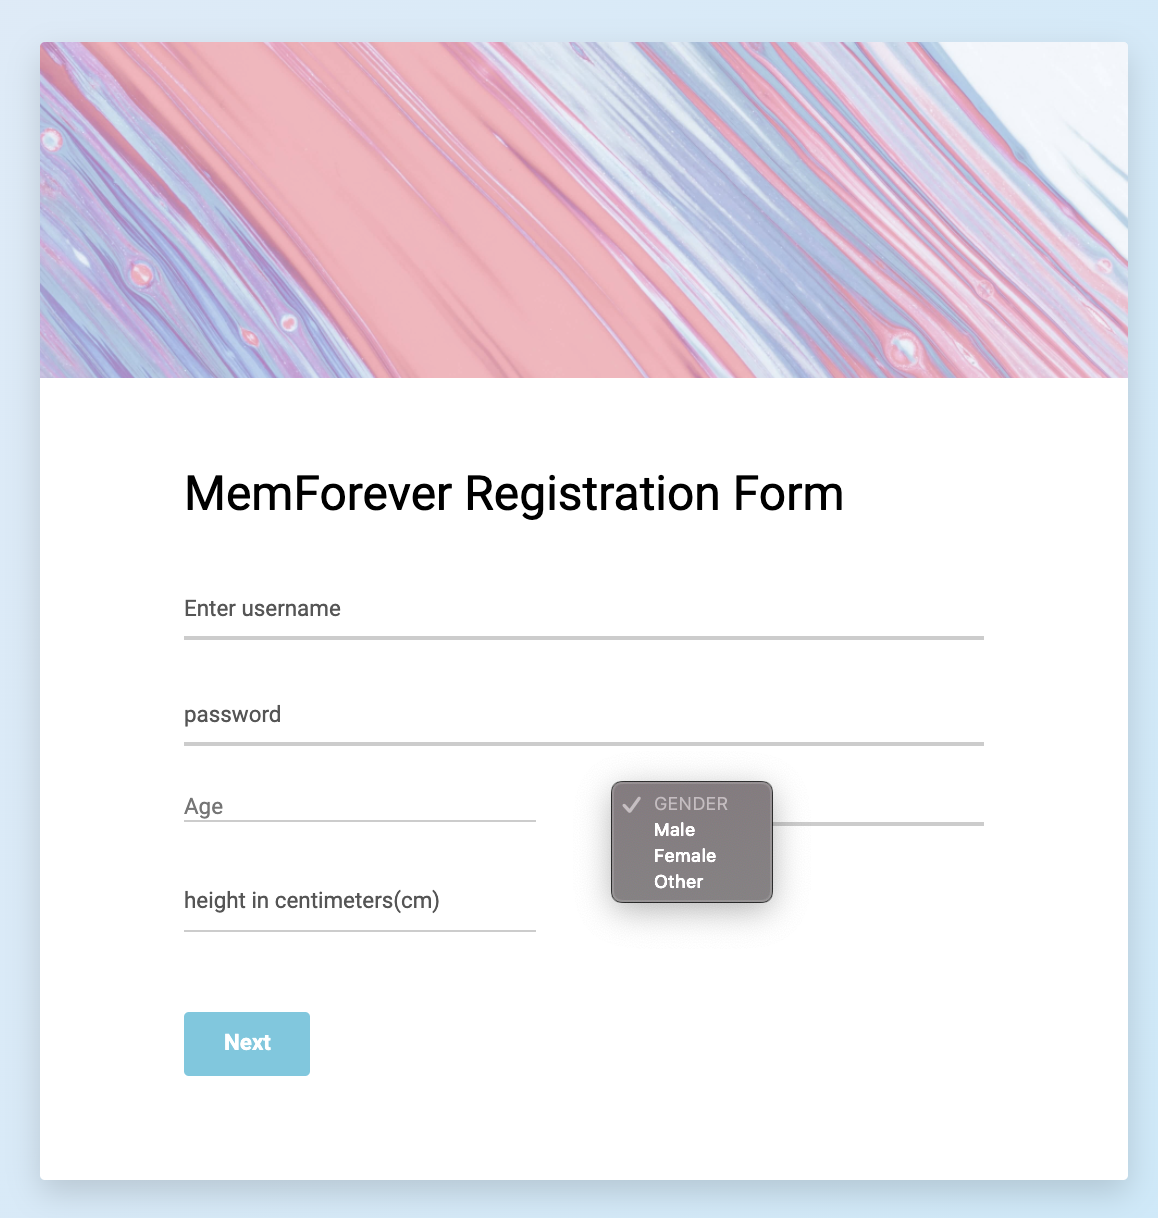 MemForever Registration Form
Enter username
password
Age
GENDER
Male
Female
Other
height in centimeters(cm)
Next